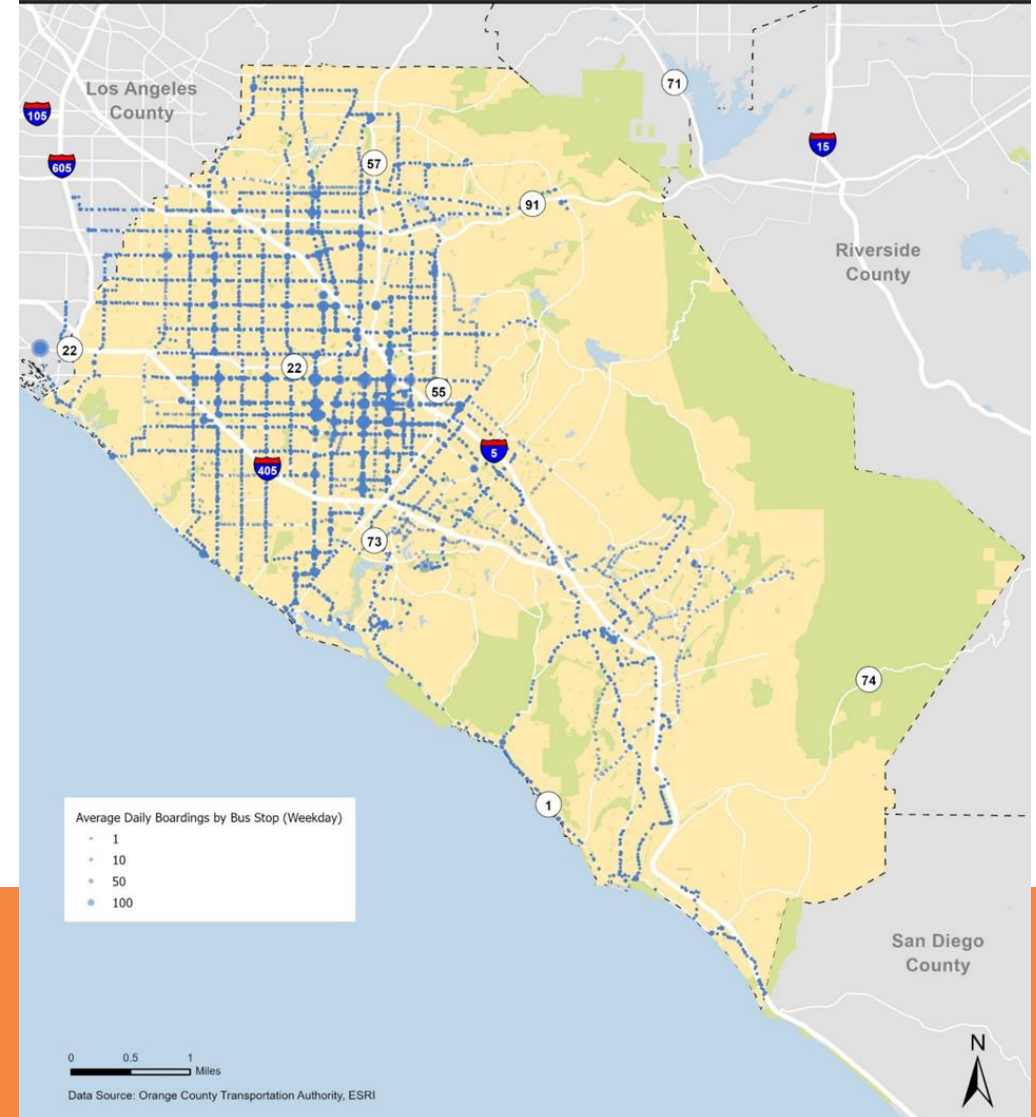 Los Angeles
County
105
605
71
15
57
91
Riverside
County
22
22
55
5
405
73
74
1
Average Daily Boardings by Bus Stop (Weekday)
1
10
50
100
San Diego
County
N
0 0.5 1
Miles
Data Source: Orange County Transportation Authority, ESRI